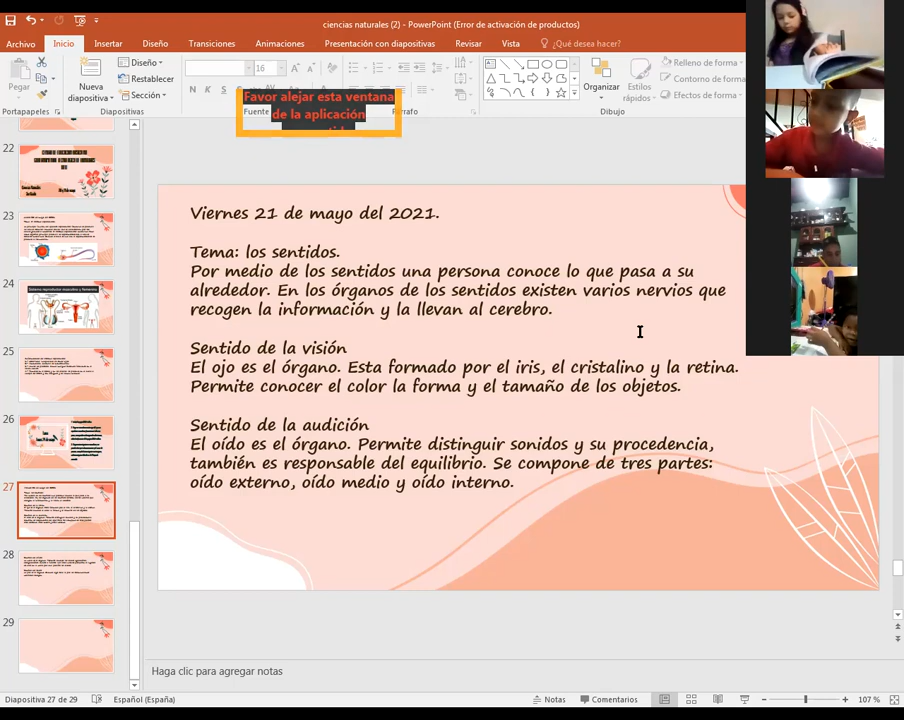 ciencias naturales (2) - PowerPoint (Error de activación de productos)
Archivo Inicio Insertar Diseño Transiciones Animaciones Presentación con diapositivas Revisar Vista ¿Qué desea hacer?
Pegar
Nueva diapositiva
Diseño
Restablecer
Sección
Diapositivas
16
N K S
Fuente
Favor alejar esta ventana
de la aplicación
Organizar
Relleno de forma
Contorno de forma
Efectos de forma
Dibujo
22
23
24
Sistema reproductor masculino y femenino
25
26
27
28
29
Viernes 21 de mayo del 2021.
Tema: los sentidos.
Por medio de los sentidos una persona conoce lo que pasa a su
alrededor. En los órganos de los sentidos existen varios nervios que
recogen la información y la llevan al cerebro.
Sentido de la visión
El ojo es el órgano. Esta formado por el iris, el cristalino y la retina.
Permite conocer el color la forma y el tamaño de los objetos.
Sentido de la audición
El oído es el órgano. Permite distinguir sonidos y su procedencia,
también es responsable del equilibrio. Se compone de tres partes:
oído externo, oído medio y oído interno.
Haga clic para agregar notas
Diapositiva 27 de 29 Español (España) Notas Comentarios 107 %